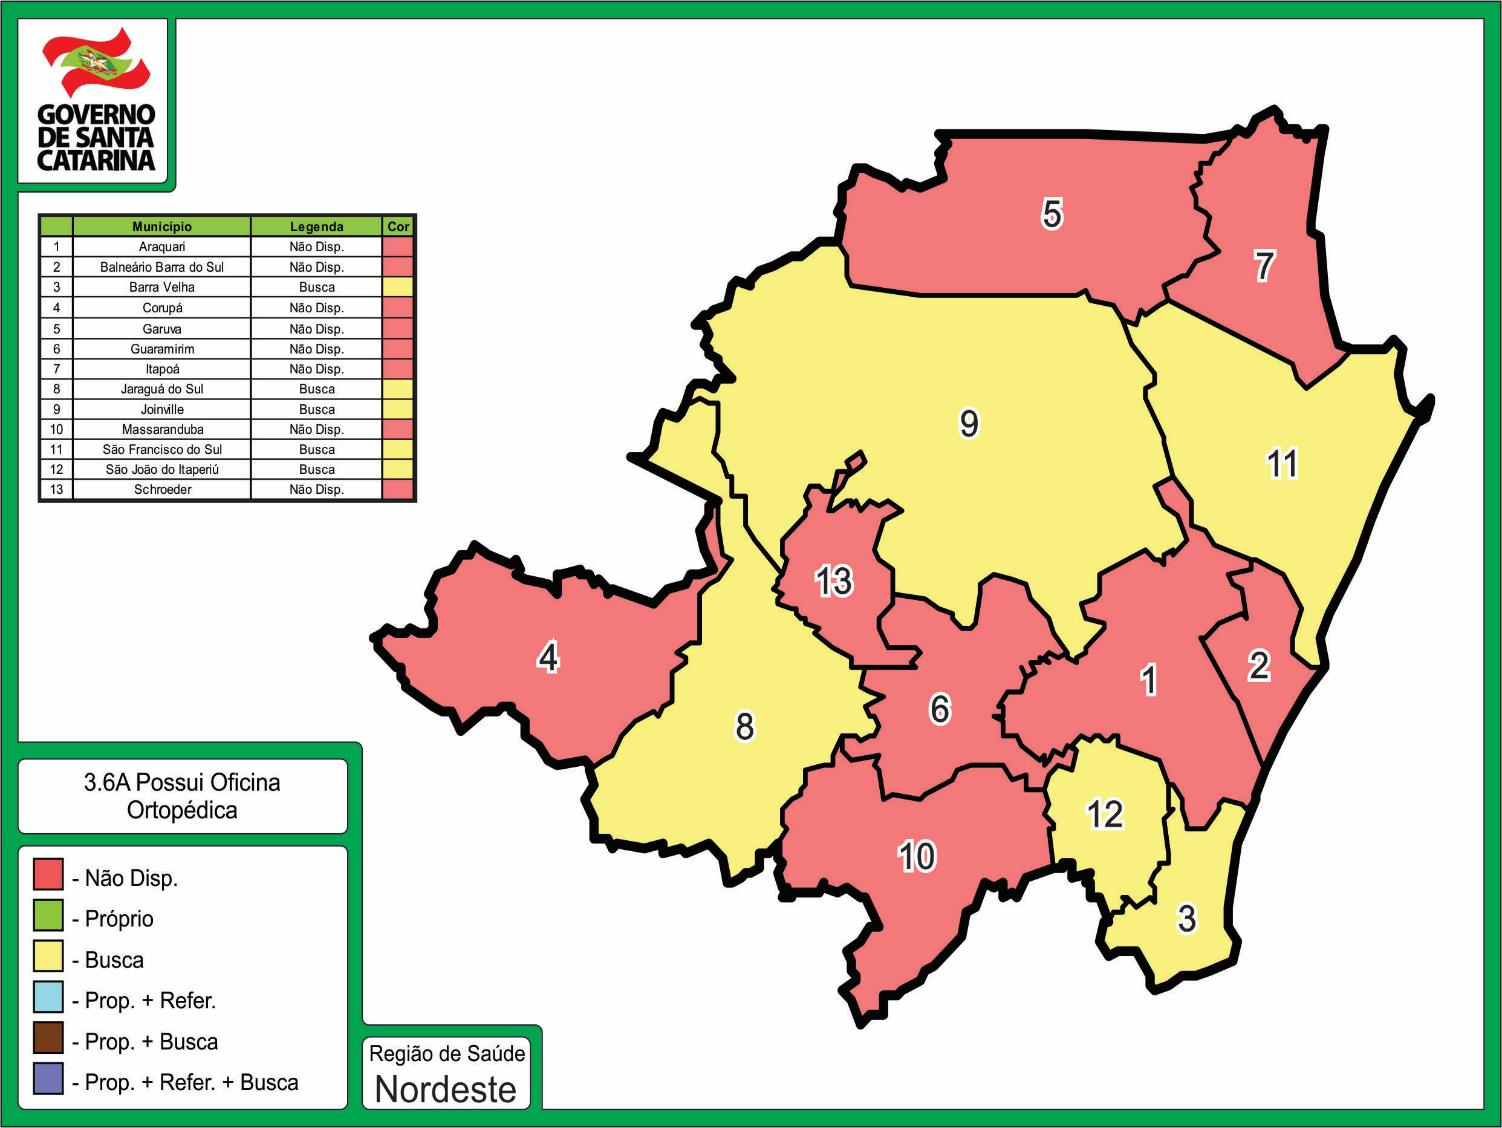 GOVERNO
DE SANTA
CATARINA
Município Legenda Cor
1 Araquari Não Disp.
2 Balneário Barra do Sul Não Disp.
3 Barra Velha Busca
4 Corupá Não Disp.
5 Garuva Não Disp.
6 Guaramirim Não Disp.
7 Itapoá Não Disp.
8 Jaraguá do Sul Busca
9 Joinville Busca
10 Massaranduba Não Disp.
11 São Francisco do Sul Busca
12 São João do Itaperiú Busca
13 Schroeder Não Disp.
5
7
9
11
13
4
2
1
6
8
12
10
3
3.6A Possui Oficina
Ortopédica
- Não Disp.
- Próprio
- Busca
- Prop. + Refer.
- Prop. + Busca
- Prop. + Refer. + Busca
Região de Saúde
Nordeste